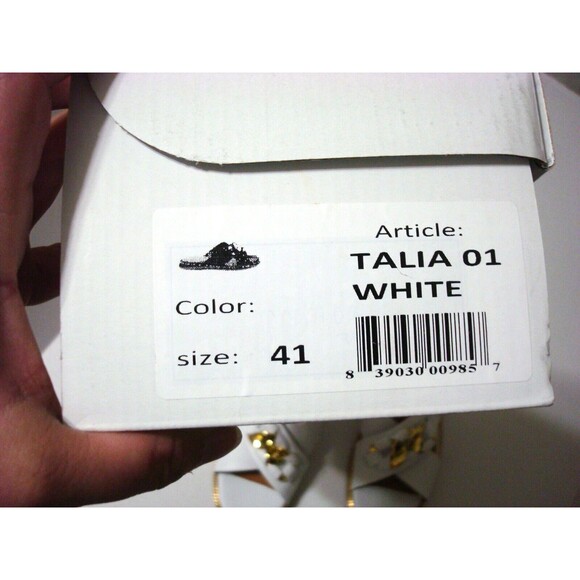 Article:
TALIA 01
WHITE
Color:
size: 41
8 39030 00985 7